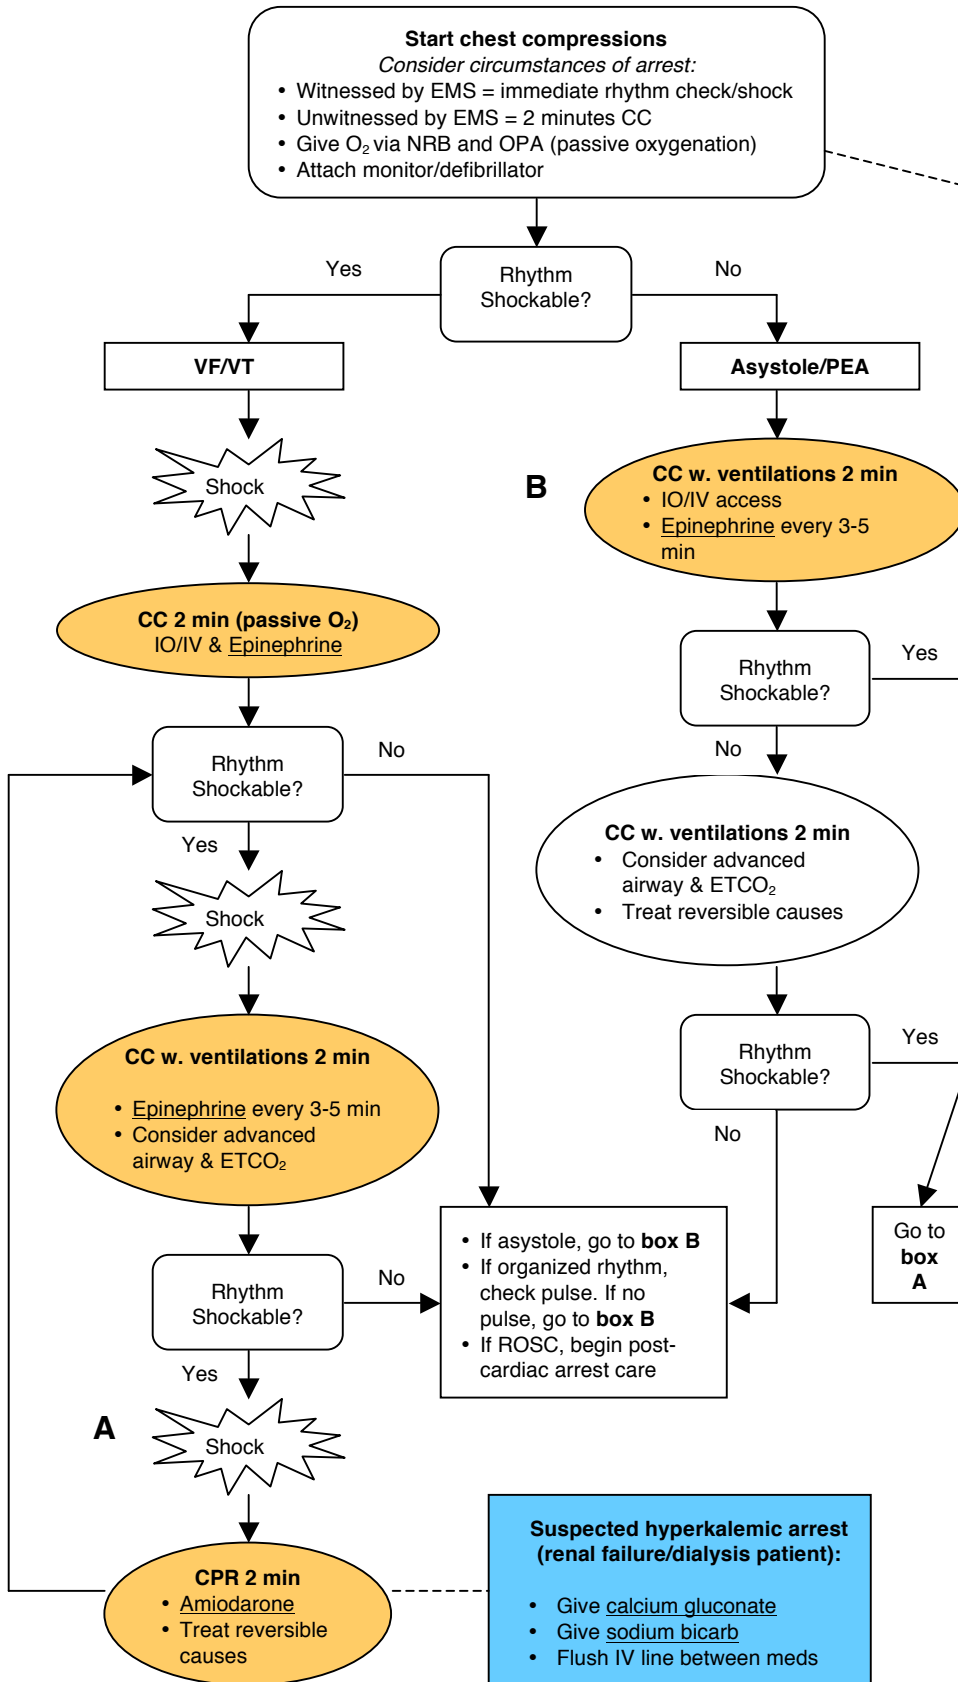 Start chest compressions
Consider circumstances of arrest:
• Witnessed by EMS = immediate rhythm check/shock
• Unwitnessed by EMS = 2 minutes CC
• Give O₂ via NRB and OPA (passive oxygenation)
• Attach monitor/defibrillator
Rhythm
Shockable?
Yes
No
VF/VT
Shock
CC 2 min (passive O₂)
IO/IV & Epinephrine
Rhythm
Shockable?
No
Yes
Shock
CC w. ventilations 2 min
• Epinephrine every 3-5 min
• Consider advanced
airway & ETCO₂
Rhythm
Shockable?
No
Yes
A
Shock
CPR 2 min
• Amiodarone
• Treat reversible
causes
Asystole/PEA
B
CC w. ventilations 2 min
• IO/IV access
• Epinephrine every 3-5
min
Rhythm
Shockable?
Yes
No
CC w. ventilations 2 min
• Consider advanced
airway & ETCO₂
• Treat reversible causes
Rhythm
Shockable?
Yes
No
Go to
box
A
• If asystole, go to box B
• If organized rhythm,
check pulse. If no
pulse, go to box B
• If ROSC, begin post-
cardiac arrest care
Suspected hyperkalemic arrest
(renal failure/dialysis patient):
• Give calcium gluconate
• Give sodium bicarb
• Flush IV line between meds